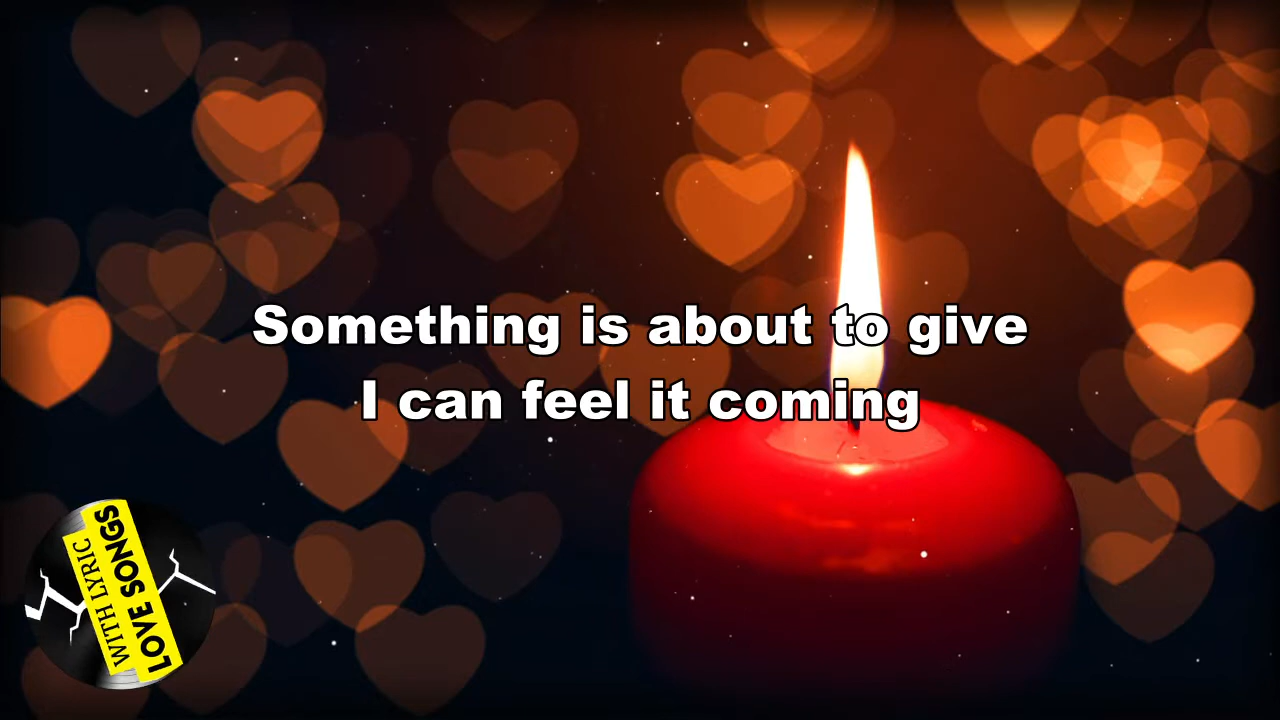 Something is about to give
I can feel it coming
WITH LYRIC
LOVE SONGS